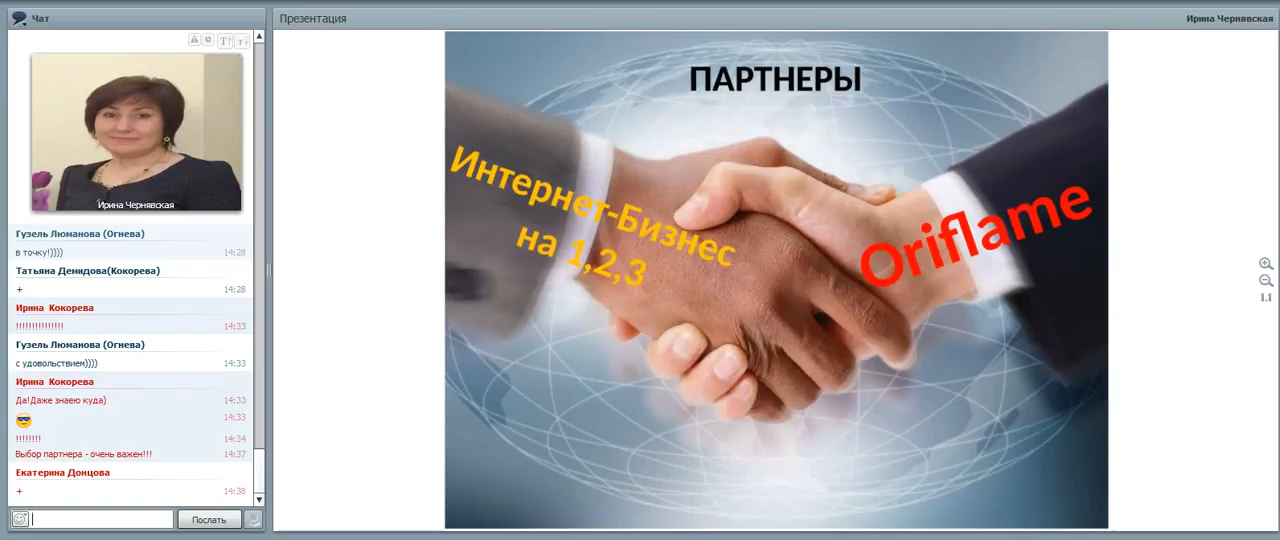 Чат
Ирина Чернявская
Гузель Люманова (Огнева)
в точку!))))
14:28
Татьяна Демидова(Кокорева)
+
14:28
Ирина Кокорева
!!!!!!!!!!!!!!!
14:33
Гузель Люманова (Огнева)
с удовольствием))))
14:33
Ирина Кокорева
Да!Даже знаею куда)
14:33
14:33
!!!!!!!!
14:34
Выбор партнера - очень важен!!!
14:37
Екатерина Донцова
+
14:38
Послать
Презентация
Ирина Чернявская
ПАРТНЕРЫ
Интернет-Бизнес
на 1,2,3
Oriflame
1.1